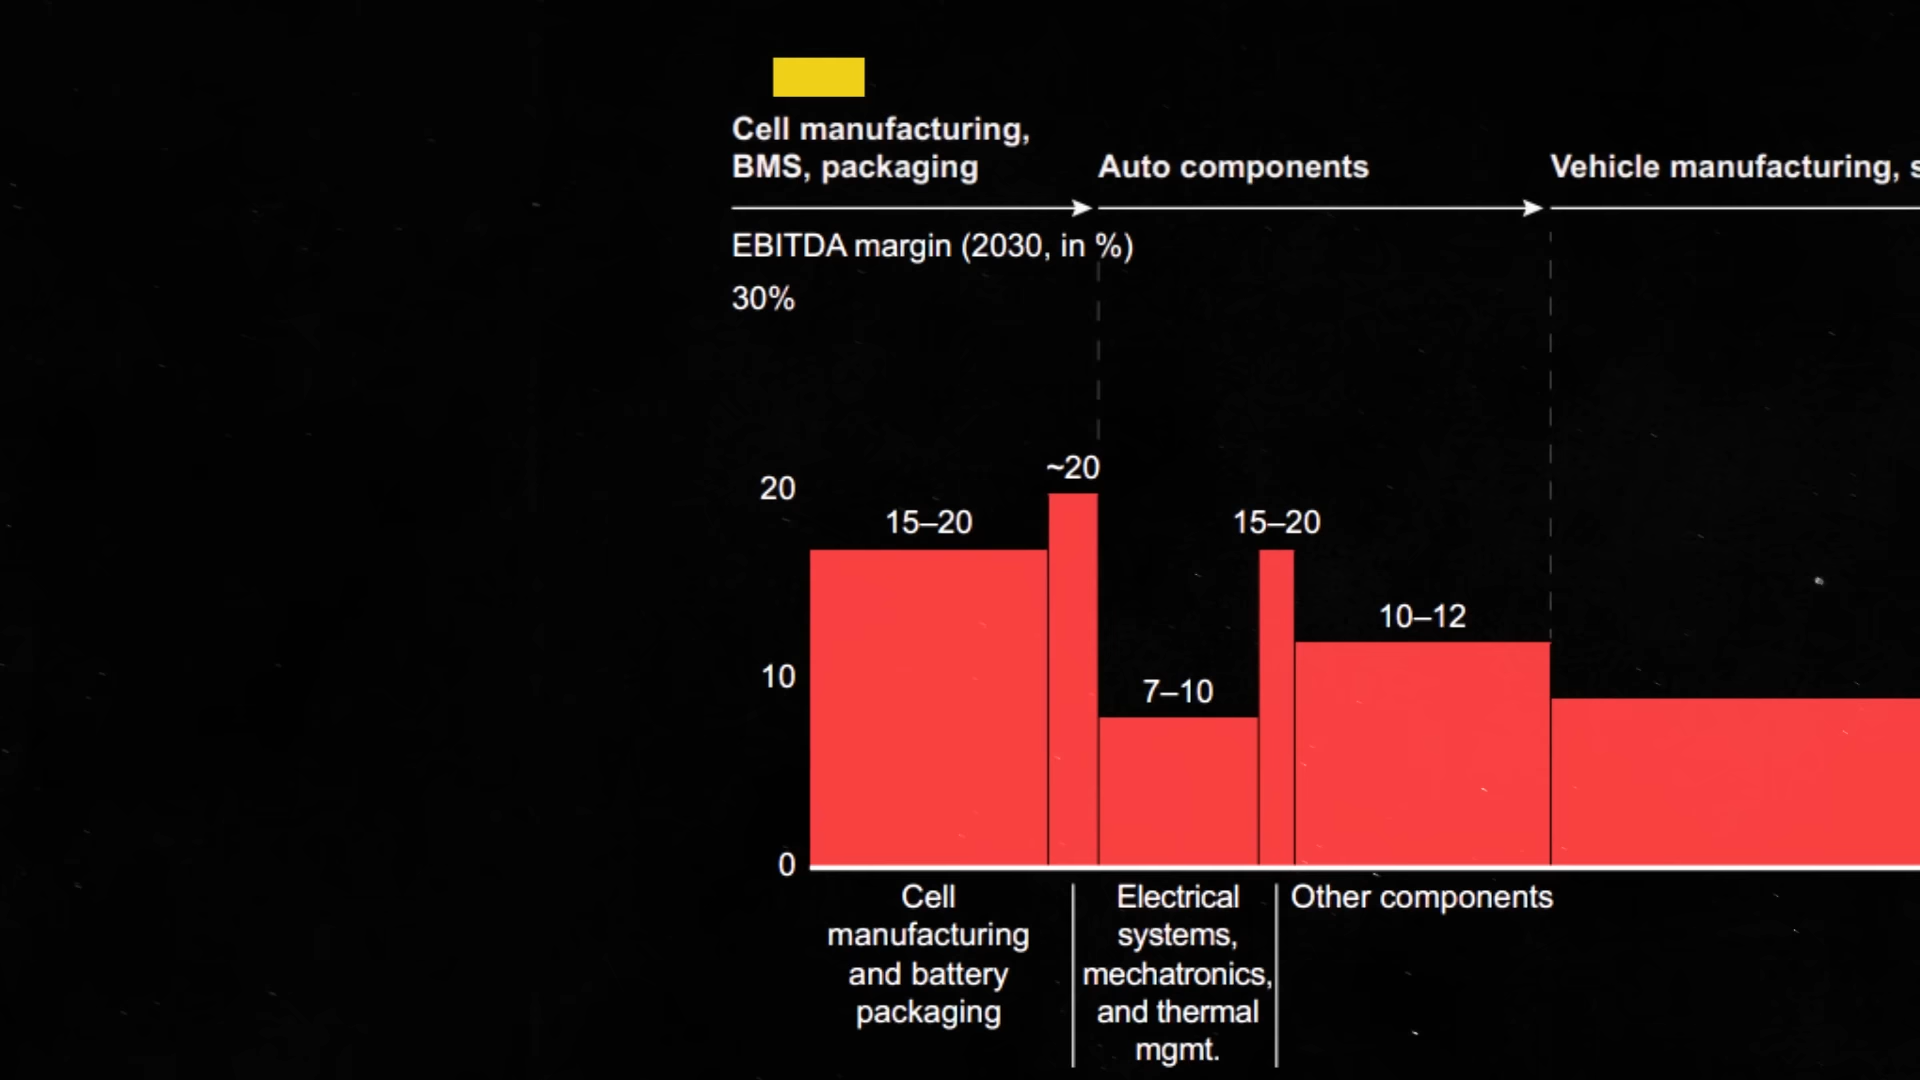 Cell manufacturing,
BMS, packaging
Auto components
Vehicle manufacturing, s
EBITDA margin (2030, in %)
30%
20
10
0
15–20
~20
7–10
15–20
10–12
Cell
manufacturing
and battery
packaging
Electrical
systems,
mechatronics,
and thermal
mgmt.
Other components